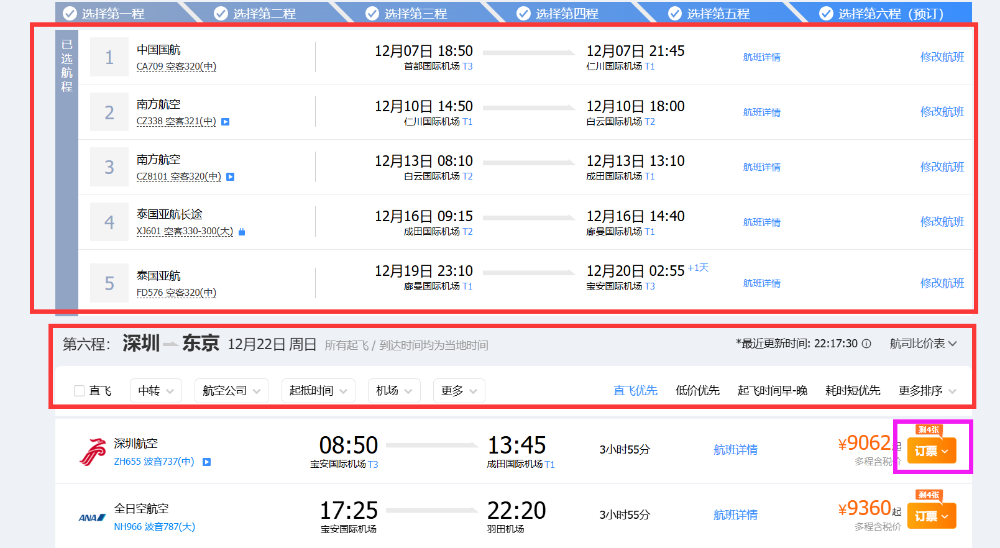 选择第一程 选择第二程 选择第三程 选择第四程 选择第五程 选择第六程（预订）
已选航程
1 中国国航 12月07日 18:50 12月07日 21:45 航班详情 修改航班
CA709 空客320(中) 首都国际机场 T3 仁川国际机场 T1
2 南方航空 12月10日 14:50 12月10日 18:00 航班详情 修改航班
CZ338 空客321(中) 仁川国际机场 T1 白云国际机场 T2
3 南方航空 12月13日 08:10 12月13日 13:10 航班详情 修改航班
CZ8101 空客320(中) 白云国际机场 T2 成田国际机场 T1
4 泰国亚航长途 12月16日 09:15 12月16日 14:40 航班详情 修改航班
XJ601 空客330-300(大) 成田国际机场 T2 廊曼国际机场 T1
5 泰国亚航 12月19日 23:10 12月20日 02:55 +1天 航班详情 修改航班
FD576 空客320(中) 廊曼国际机场 T1 宝安国际机场 T3
第六程： 深圳 东京 12月22日 周日 所有起飞 / 到达时间均为当地时间 *最近更新时间: 22:17:30 航司比价表
直飞 中转 航空公司 起抵时间 机场 更多 直飞优先 低价优先 起飞时间早-晚 耗时短优先 更多排序
深圳航空 08:50 13:45 3小时55分 航班详情 ¥9062起 剩4张 订票
ZH655 波音737(中) 宝安国际机场 T3 成田国际机场 T1 多程含税价
ANA 全日空航空 17:25 22:20 3小时55分 航班详情 ¥9360起 剩4张 订票
NH966 波音787(大) 宝安国际机场 羽田机场 多程含税价